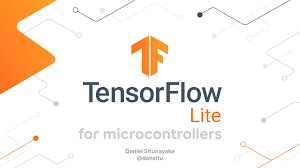 TensorFlow
Lite
for microcontrollers
Daniel Situnayake
@dansitu